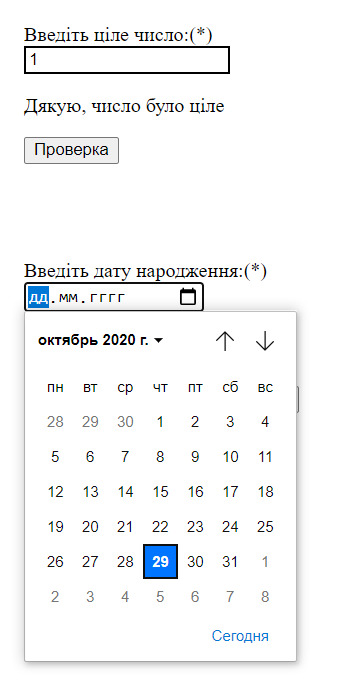 Введіть ціле число:(*)
1
Дякую, число було ціле
Проверка
Введіть дату народження:(*)
дд.мм.гггг
октябрь 2020 г.
пн вт ср чт пт сб вс
28 29 30 1 2 3 4
5 6 7 8 9 10 11
12 13 14 15 16 17 18
19 20 21 22 23 24 25
26 27 28 29 30 31 1
2 3 4 5 6 7 8
Сегодня